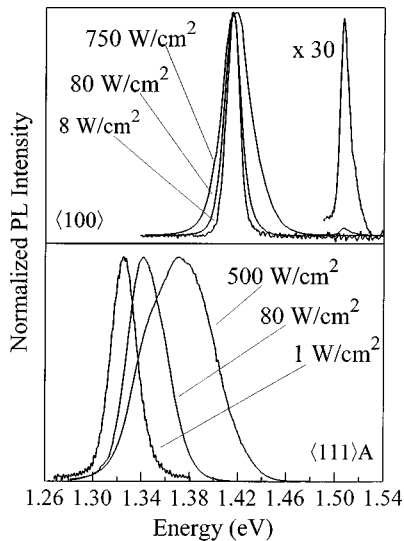 750 W/cm²
x 30
80 W/cm²
8 W/cm²
⟨100⟩
Normalized PL Intensity
500 W/cm²
80 W/cm²
1 W/cm²
⟨111⟩A
1.26 1.30 1.34 1.38 1.42 1.46 1.50 1.54
Energy (eV)